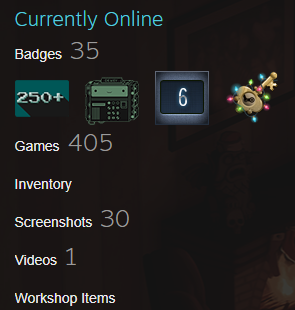 Currently Online
Badges 35
250+ 6
Games 405
Inventory
Screenshots 30
Videos 1
Workshop Items